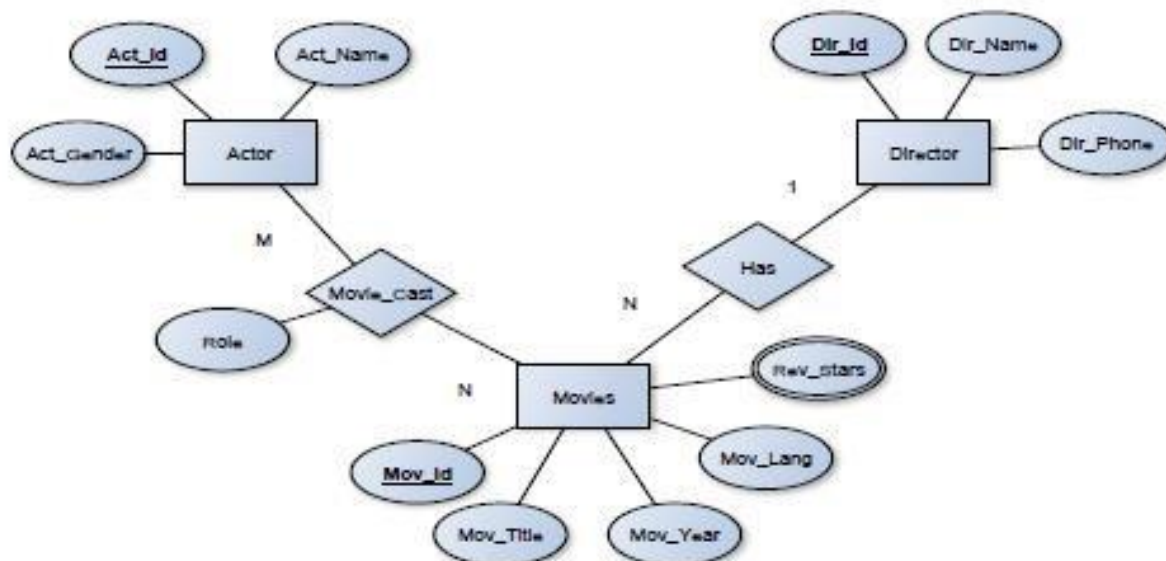 Act_Id
Act_Name
Dir_Id
Dir_Name
Act_Gender
Actor
Director
Dir_Phone
M
1
Movie_Cast
Has
Role
N
N
Rev_Stars
Movies
Mov_Id
Mov_Lang
Mov_Title
Mov_Year